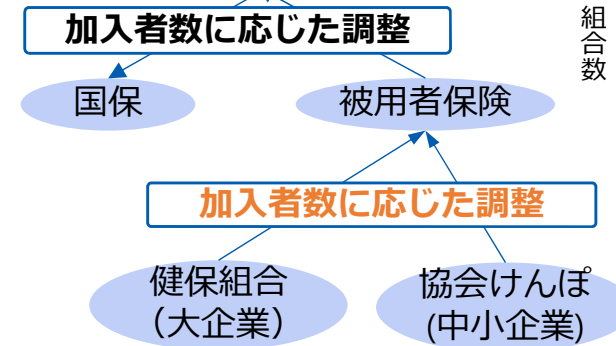 加入者数に応じた調整
組合数
国保
被用者保険
加入者数に応じた調整
健保組合
（大企業）
協会けんぽ
(中小企業)